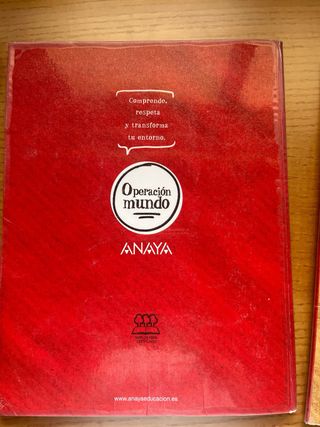 Comprende,
respeta
y transforma
tu entorno.
Operación
mundo
ANAYA
www.anayaeducacion.es